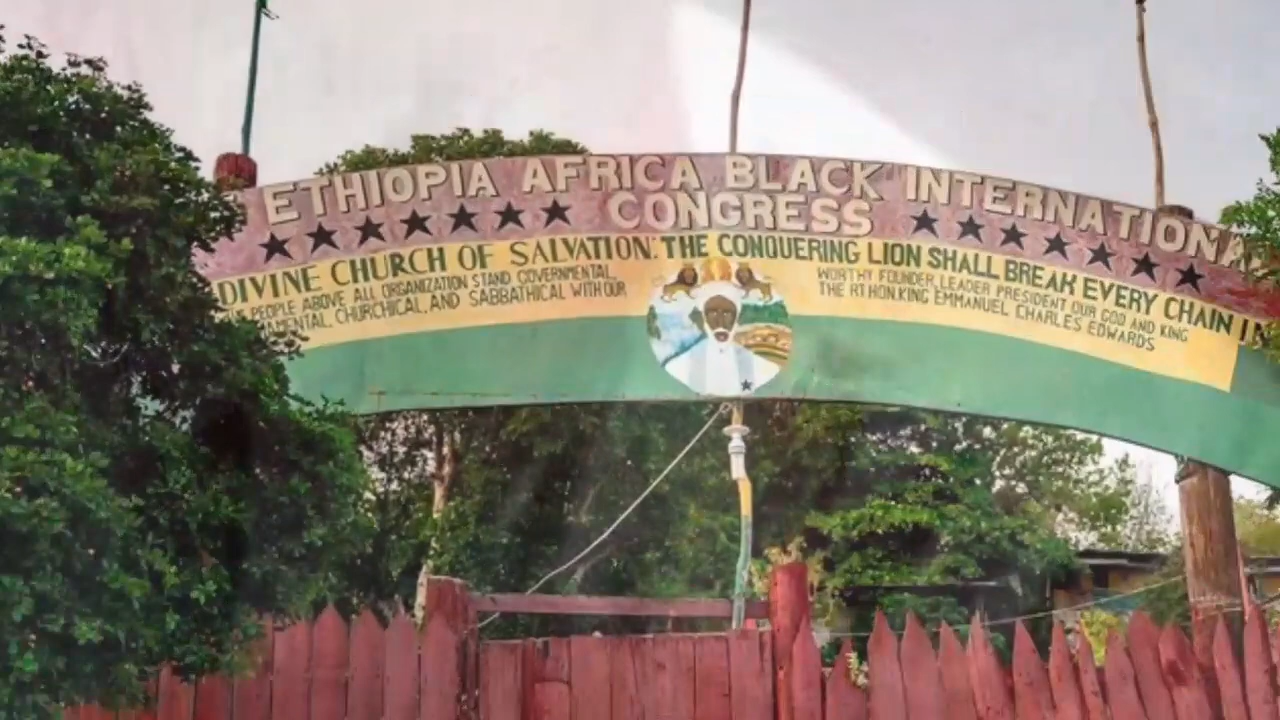 ETHIOPIA AFRICA BLACK INTERNATIONAL
CONGRESS
DIVINE CHURCH OF SALVATION: THE CONQUERING LION SHALL BREAK EVERY CHAIN
PEOPLE ABOVE ALL ORGANIZATION STAND GOVERNMENTAL,
CHURCHICAL, AND SABBATHICAL WITH OUR
WORTHY FOUNDER, LEADER PRESIDENT OUR GOD AND KING
THE RT HON. KING EMMANUEL CHARLES EDWARDS